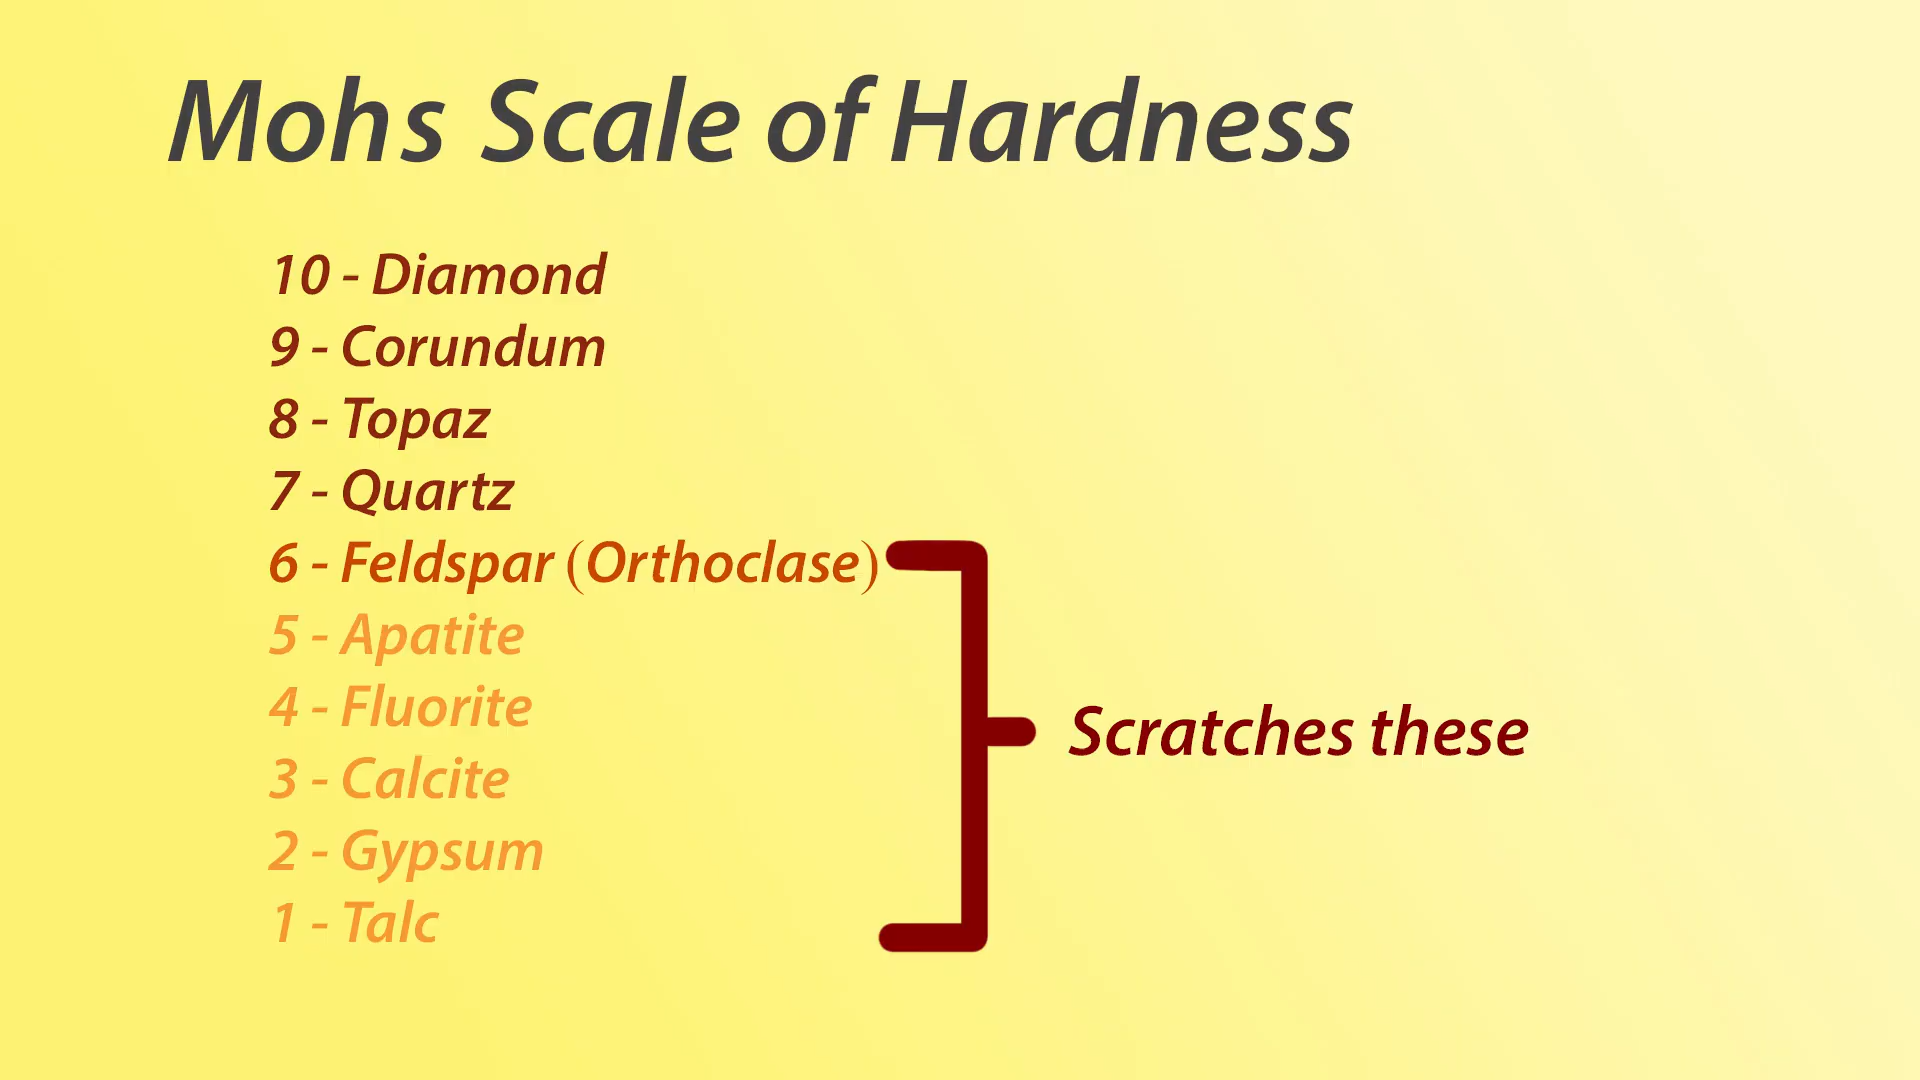 Mohs Scale of Hardness
10 - Diamond
9 - Corundum
8 - Topaz
7 - Quartz
6 - Feldspar (Orthoclase)
5 - Apatite
4 - Fluorite
3 - Calcite
2 - Gypsum
1 - Talc
Scratches these